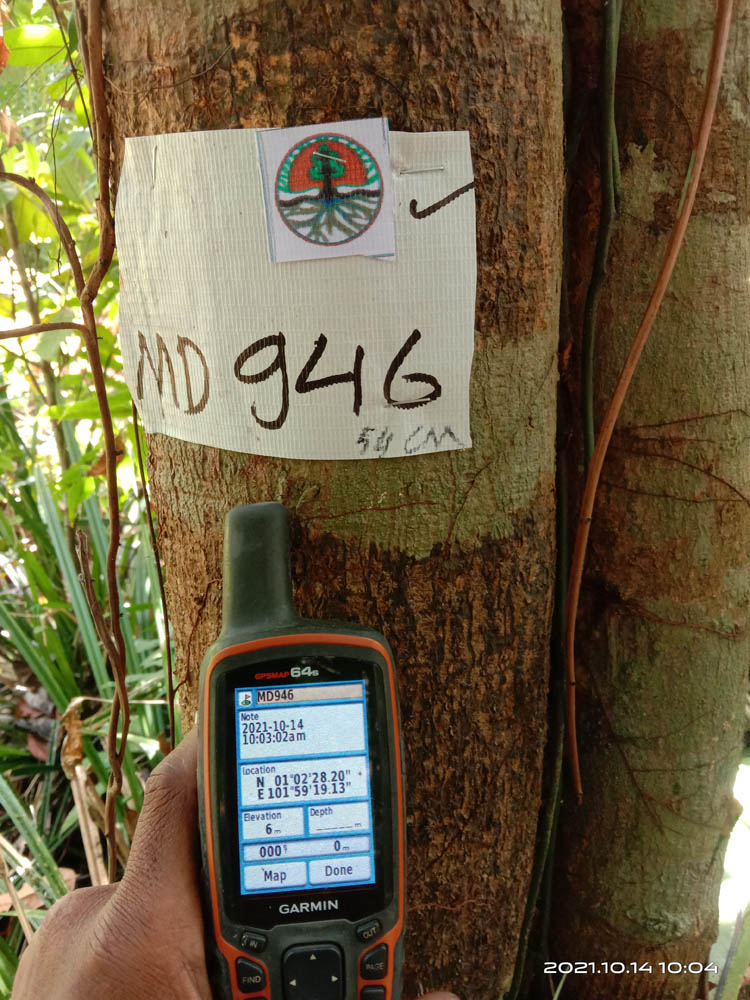 MD 946
54 CM
GPSMAP 64s
MD946
Note
2021-10-14
10:03:02am
Location
N 01°02'28.20"
E 101°59'19.13"
Elevation
6 m
Depth
_____ m
000°
0 m
Map
Done
GARMIN
IN
OUT
FIND
PAGE
2021.10.14 10:04